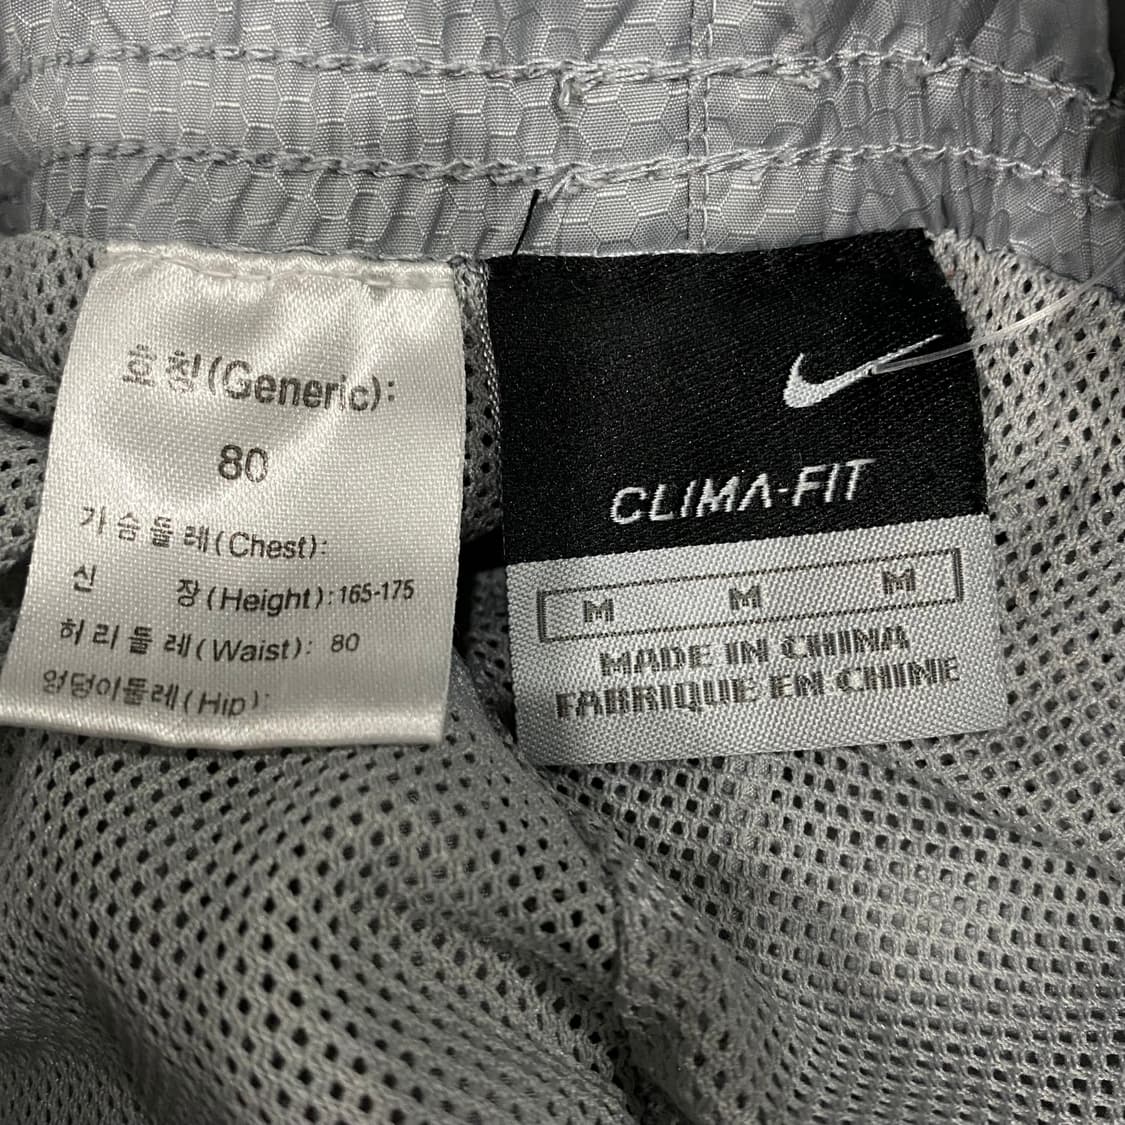 호칭(Generic):
80
가슴둘레(Chest):
신 장(Height):165-175
허리둘레(Waist): 80
엉덩이둘레(Hip):
CLIMA-FIT
M M M
MADE IN CHINA
FABRIQUE EN CHINE